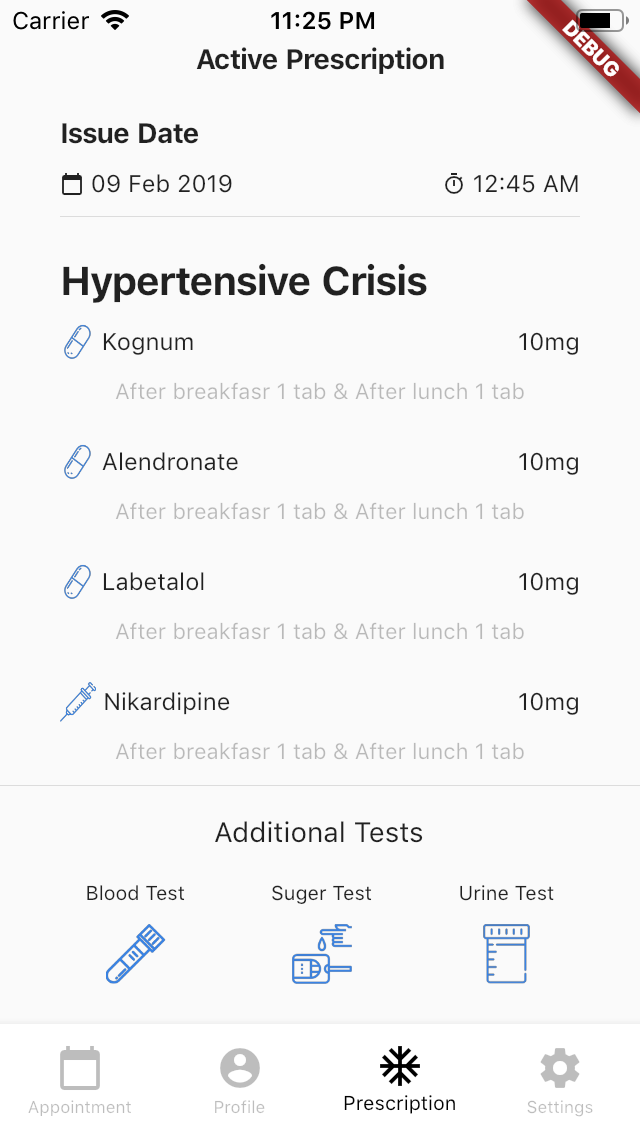 Carrier 11:25 PM
DEBUG
Active Prescription
Issue Date
09 Feb 2019 12:45 AM
Hypertensive Crisis
Kognum 10mg
After breakfasr 1 tab & After lunch 1 tab
Alendronate 10mg
After breakfasr 1 tab & After lunch 1 tab
Labetalol 10mg
After breakfasr 1 tab & After lunch 1 tab
Nikardipine 10mg
After breakfasr 1 tab & After lunch 1 tab
Additional Tests
Blood Test Suger Test Urine Test
Appointment Profile Prescription Settings